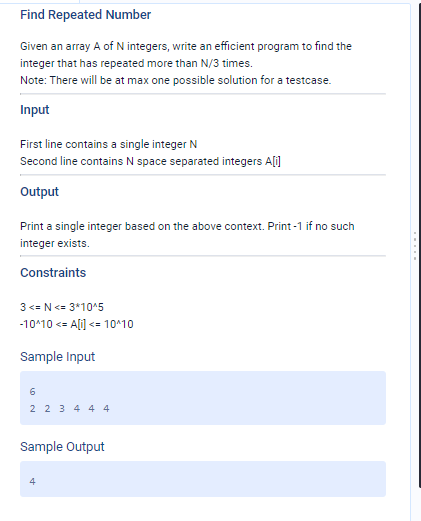 Find Repeated Number
Given an array A of N integers, write an efficient program to find the
integer that has repeated more than N/3 times.
Note: There will be at max one possible solution for a testcase.
Input
First line contains a single integer N
Second line contains N space separated integers A[i]
Output
Print a single integer based on the above context. Print -1 if no such
integer exists.
Constraints
3 <= N <= 3*10^5
-10^10 <= A[i] <= 10^10
Sample Input
6
2 2 3 4 4 4
Sample Output
4